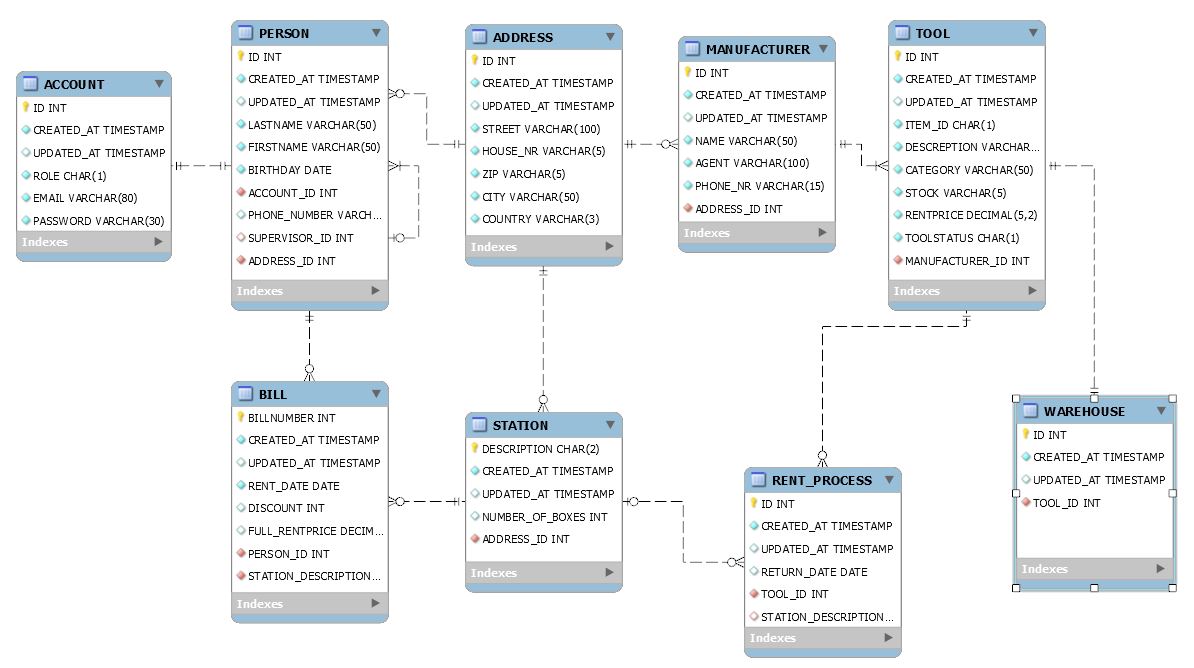 ACCOUNT
ID INT
CREATED_AT TIMESTAMP
UPDATED_AT TIMESTAMP
ROLE CHAR(1)
EMAIL VARCHAR(80)
PASSWORD VARCHAR(30)
Indexes
PERSON
ID INT
CREATED_AT TIMESTAMP
UPDATED_AT TIMESTAMP
LASTNAME VARCHAR(50)
FIRSTNAME VARCHAR(50)
BIRTHDAY DATE
ACCOUNT_ID INT
PHONE_NUMBER VARCH...
SUPERVISOR_ID INT
ADDRESS_ID INT
Indexes
ADDRESS
ID INT
CREATED_AT TIMESTAMP
UPDATED_AT TIMESTAMP
STREET VARCHAR(100)
HOUSE_NR VARCHAR(5)
ZIP VARCHAR(5)
CITY VARCHAR(50)
COUNTRY VARCHAR(3)
Indexes
MANUFACTURER
ID INT
CREATED_AT TIMESTAMP
UPDATED_AT TIMESTAMP
NAME VARCHAR(50)
AGENT VARCHAR(100)
PHONE_NR VARCHAR(15)
ADDRESS_ID INT
Indexes
TOOL
ID INT
CREATED_AT TIMESTAMP
UPDATED_AT TIMESTAMP
ITEM_ID CHAR(1)
DESCREPTION VARCHAR...
CATEGORY VARCHAR(50)
STOCK VARCHAR(5)
RENTPRICE DECIMAL(5,2)
TOOLSTATUS CHAR(1)
MANUFACTURER_ID INT
Indexes
BILL
BILLNUMBER INT
CREATED_AT TIMESTAMP
UPDATED_AT TIMESTAMP
RENT_DATE DATE
DISCOUNT INT
FULL_RENTPRICE DECIM...
PERSON_ID INT
STATION_DESCRIPTION...
Indexes
STATION
DESCRIPTION CHAR(2)
CREATED_AT TIMESTAMP
UPDATED_AT TIMESTAMP
NUMBER_OF_BOXES INT
ADDRESS_ID INT
Indexes
RENT_PROCESS
ID INT
CREATED_AT TIMESTAMP
UPDATED_AT TIMESTAMP
RETURN_DATE DATE
TOOL_ID INT
STATION_DESCRIPTION...
Indexes
WAREHOUSE
ID INT
CREATED_AT TIMESTAMP
UPDATED_AT TIMESTAMP
TOOL_ID INT
Indexes